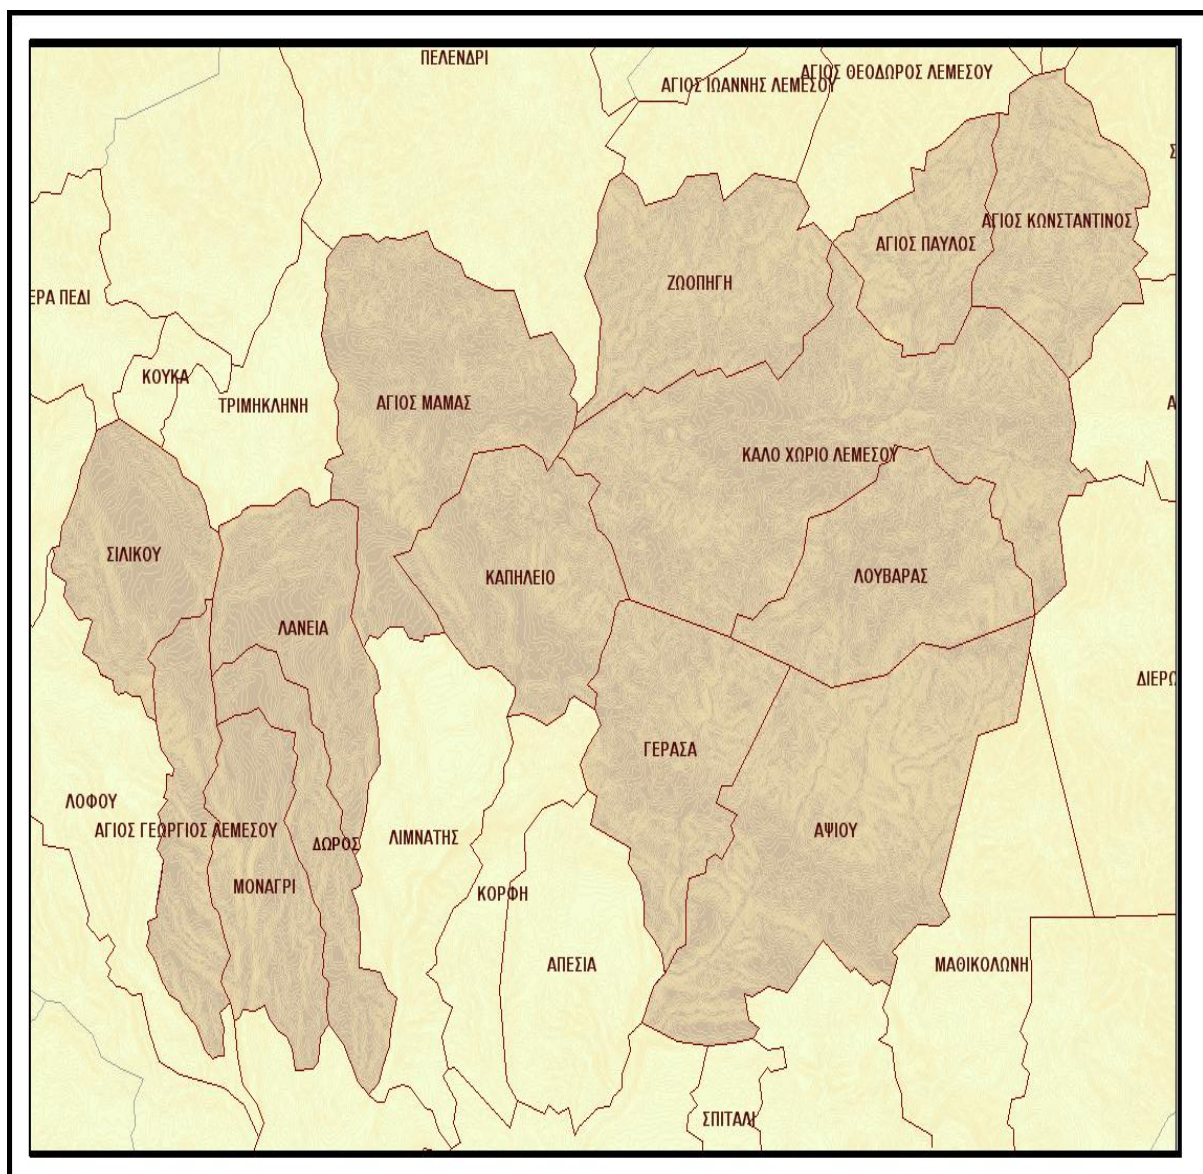 ΠΕΛΕΝΔΡΙ
ΑΓΙΟΣ ΘΕΟΔΩΡΟΣ ΛΕΜΕΣΟΥ
ΑΓΙΟΣ ΙΩΑΝΝΗΣ ΛΕΜΕΣΟΥ
Σ
ΑΓΙΟΣ ΚΩΝΣΤΑΝΤΙΝΟΣ
ΑΓΙΟΣ ΠΑΥΛΟΣ
ΖΩΟΠΗΓΗ
ΕΡΑ ΠΕΔΙ
ΚΟΥΚΑ
ΤΡΙΜΗΚΛΗΝΗ
ΑΓΙΟΣ ΜΑΜΑΣ
Α
ΚΑΛΟ ΧΩΡΙΟ ΛΕΜΕΣΟΥ
ΣΙΛΙΚΟΥ
ΚΑΠΗΛΕΙΟ
ΛΟΥΒΑΡΑΣ
ΛΑΝΕΙΑ
ΔΙΕΡΩ
ΓΕΡΑΣΑ
ΛΟΦΟΥ
ΑΓΙΟΣ ΓΕΩΡΓΙΟΣ ΛΕΜΕΣΟΥ
ΔΩΡΟΣ
ΛΙΜΝΑΤΗΣ
ΑΨΙΟΥ
ΜΟΝΑΓΡΙ
ΚΟΡΦΗ
ΑΠΕΣΙΑ
ΜΑΘΙΚΟΛΩΝΗ
ΣΠΙΤΑΛΙ